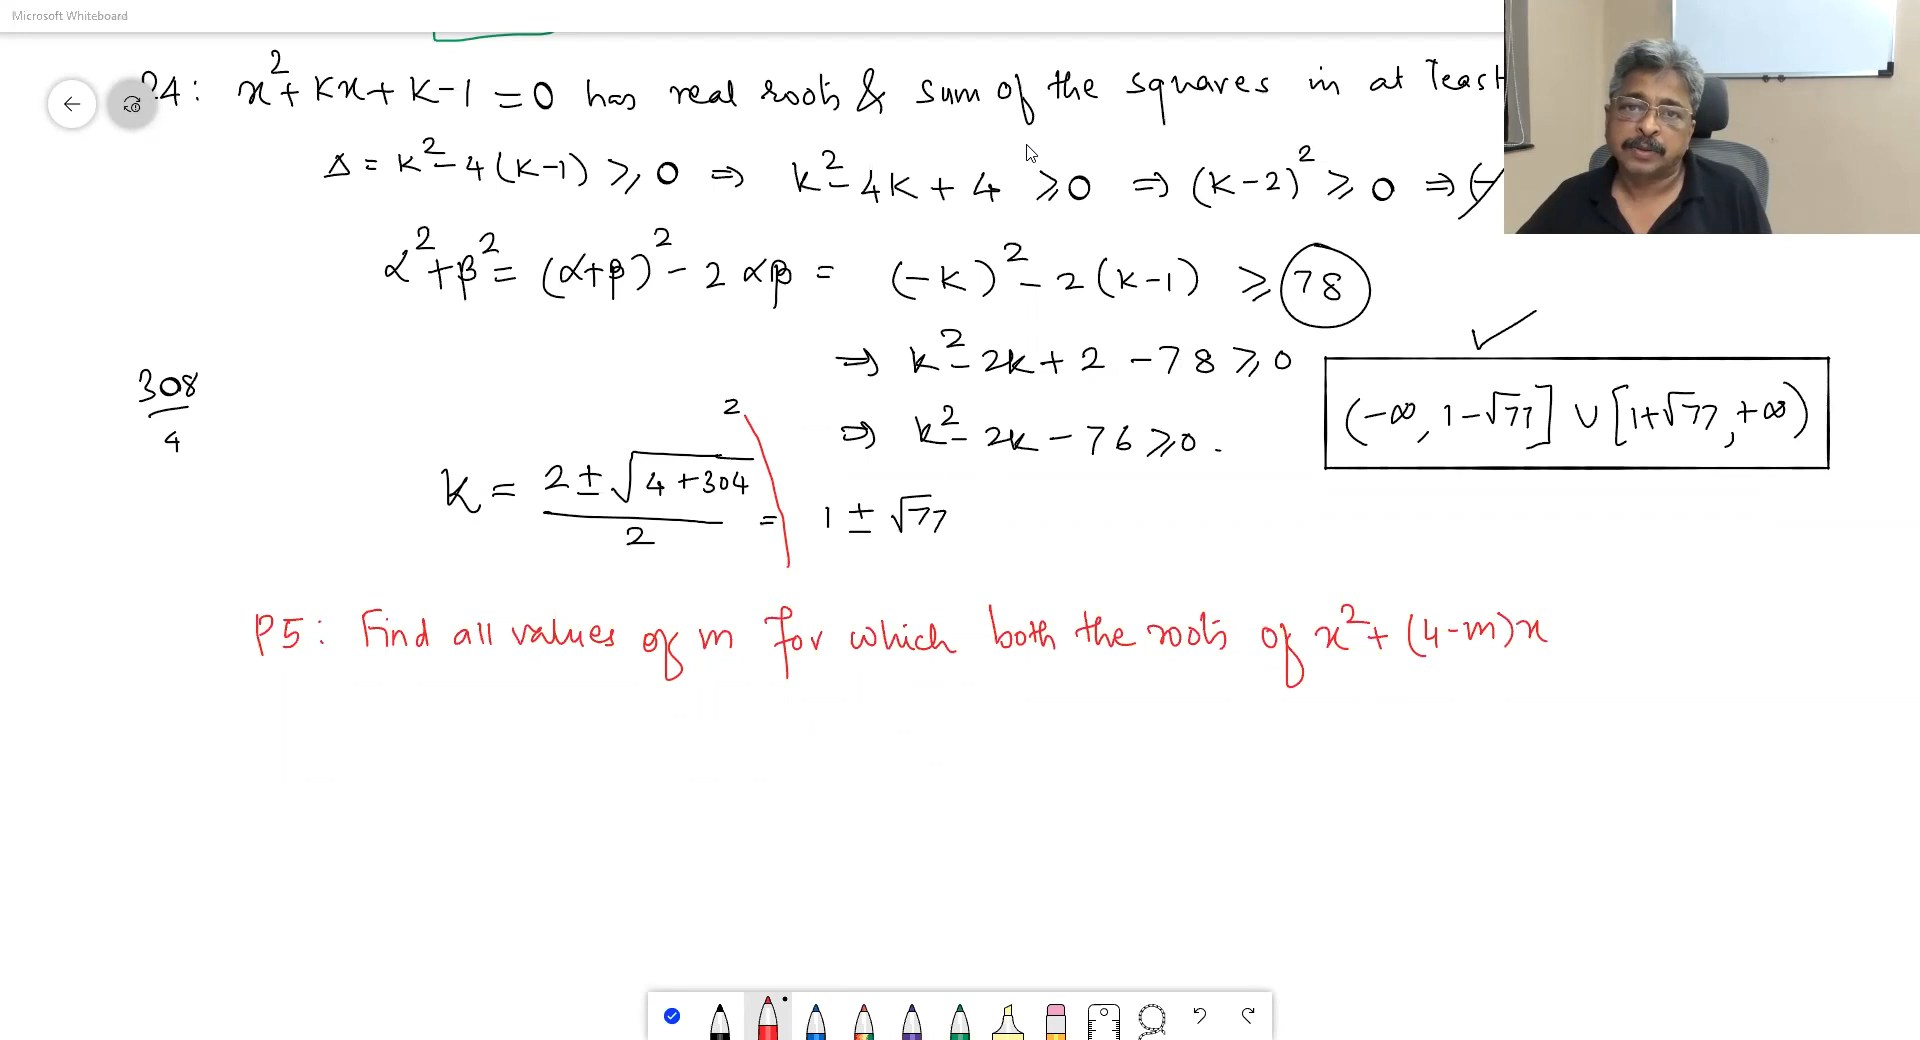 Microsoft Whiteboard
P4: x² + kx + k - 1 = 0 has real roots & sum of the squares in at least
Δ = k² - 4(k-1) ≥ 0 ⇒ k² - 4k + 4 ≥ 0 ⇒ (k-2)² ≥ 0 ⇒ (-
α² + β² = (α+β)² - 2αβ = (-k)² - 2(k-1) ≥ 78
⇒ k² - 2k + 2 - 78 ≥ 0
(-∞, 1-√77] ∪ [1+√77, +∞)
308/4
2
⇒ k² - 2k - 76 ≥ 0.
k = (2 ± √(4+304))/2 = 1 ± √77
P5: Find all values of m for which both the roots of x² + (4-m)x